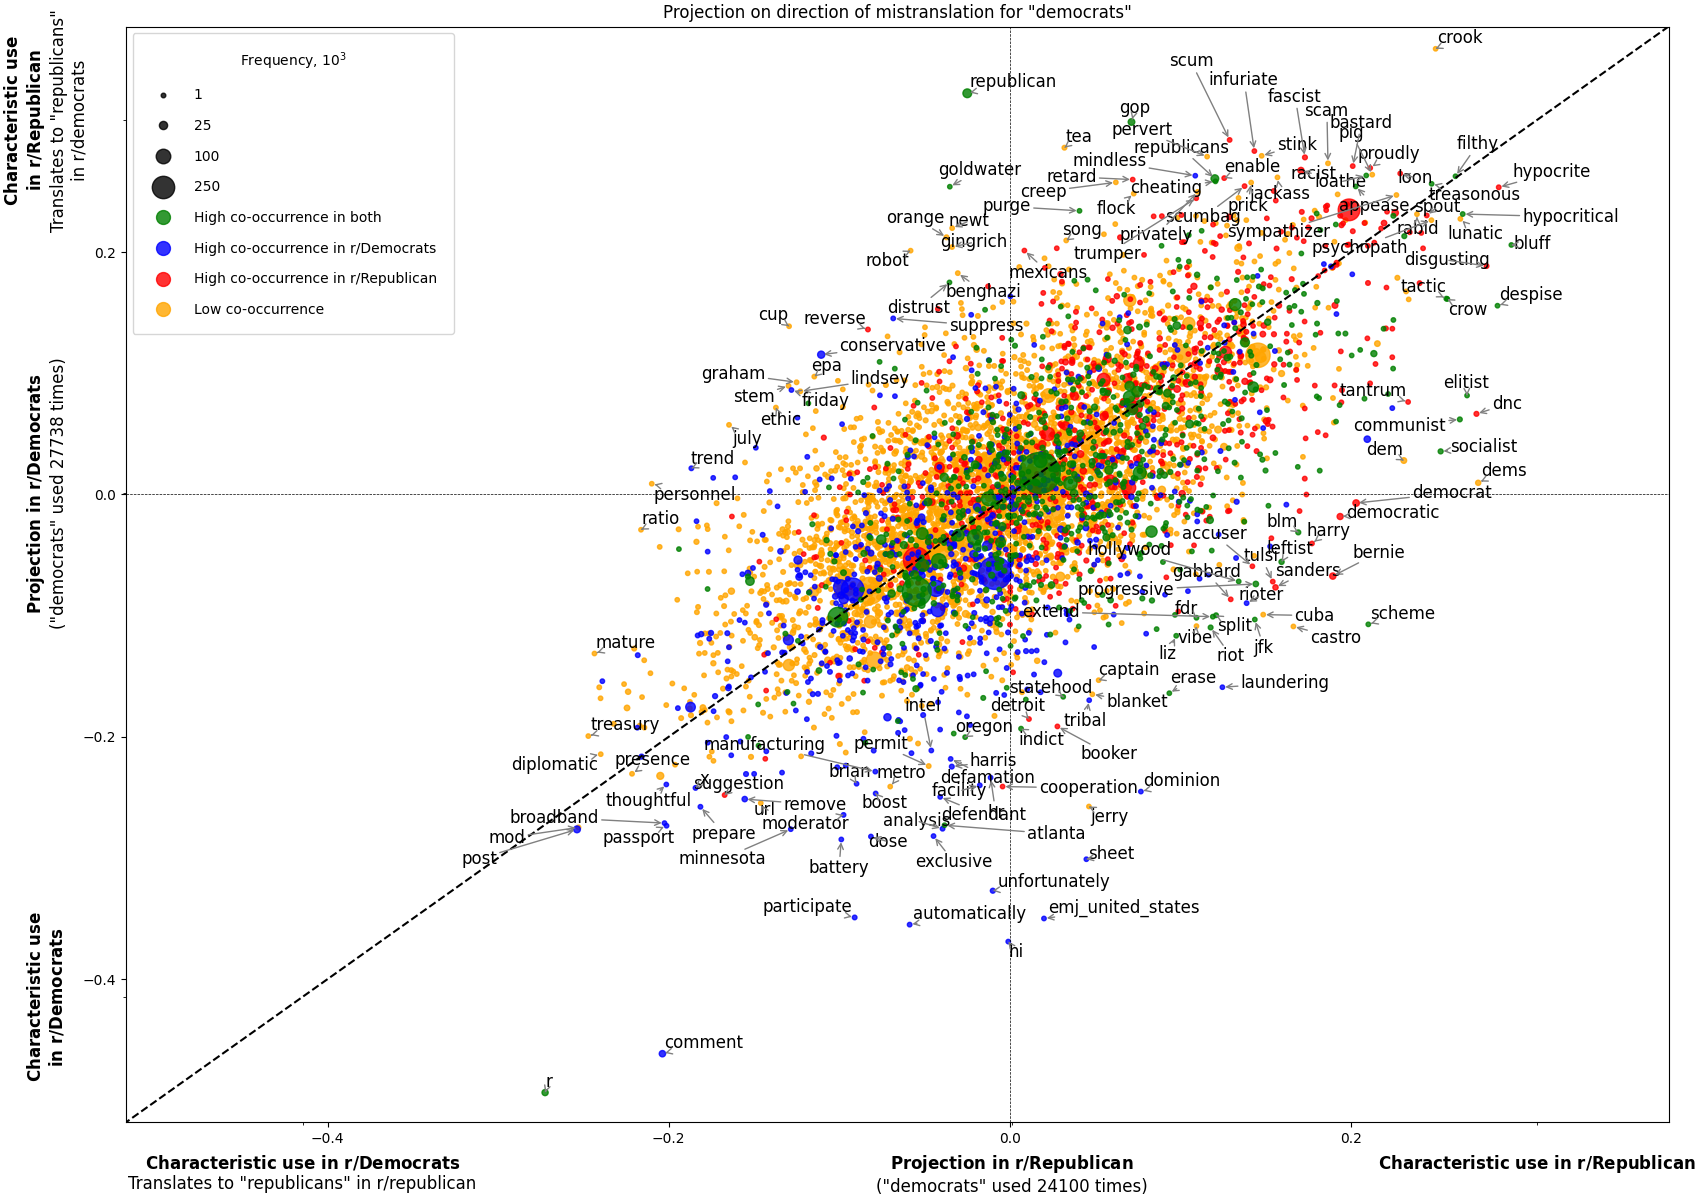 Projection on direction of mistranslation for "democrats"
Characteristic use
in r/Republican
Translates to "republicans"
in r/democrats
Projection in r/Democrats
("democrats" used 27738 times)
Characteristic use
in r/Democrats
Frequency, 10³
1
25
100
250
High co-occurrence in both
High co-occurrence in r/Democrats
High co-occurrence in r/Republican
Low co-occurrence
crook
scum
infuriate
republican
fascist
gop
scam
bastard
pervert
pig
tea
republicans
stink
filthy
mindless
proudly
goldwater
enable
retard
racist
loon
hypocrite
creep
cheating
loathe
jackass
treasonous
purge
flock
prick
appease
spout
orange
newt
scumbag
hypocritical
song
privately
sympathizer
rabid
lunatic
gingrich
psychopath
bluff
robot
trumper
disgusting
mexicans
benghazi
tactic
despise
distrust
crow
cup
reverse
suppress
conservative
epa
graham
lindsey
elitist
stem
friday
tantrum
dnc
ethic
communist
july
dem
socialist
trend
dems
personnel
democrat
ratio
democratic
blm
harry
accuser
hollywood
tulsi
leftist
bernie
gabbard
sanders
progressive
rioter
extend
fdr
cuba
scheme
split
castro
vibe
mature
liz
riot
jfk
captain
erase
statehood
laundering
blanket
intel
detroit
treasury
tribal
oregon
indict
manufacturing
permit
booker
presence
harris
diplomatic
brian
metro
defamation
x
suggestion
cooperation
dominion
thoughtful
facility
remove
boost
url
hr
broadband
moderator
analysis
defendant
jerry
mod
passport
prepare
atlanta
dose
post
minnesota
exclusive
sheet
battery
unfortunately
participate
automatically
emj_united_states
hi
comment
r
0.2
0.0
−0.2
−0.4
−0.4
−0.2
0.0
0.2
Characteristic use in r/Democrats
Translates to "republicans" in r/republican
Projection in r/Republican
("democrats" used 24100 times)
Characteristic use in r/Republican